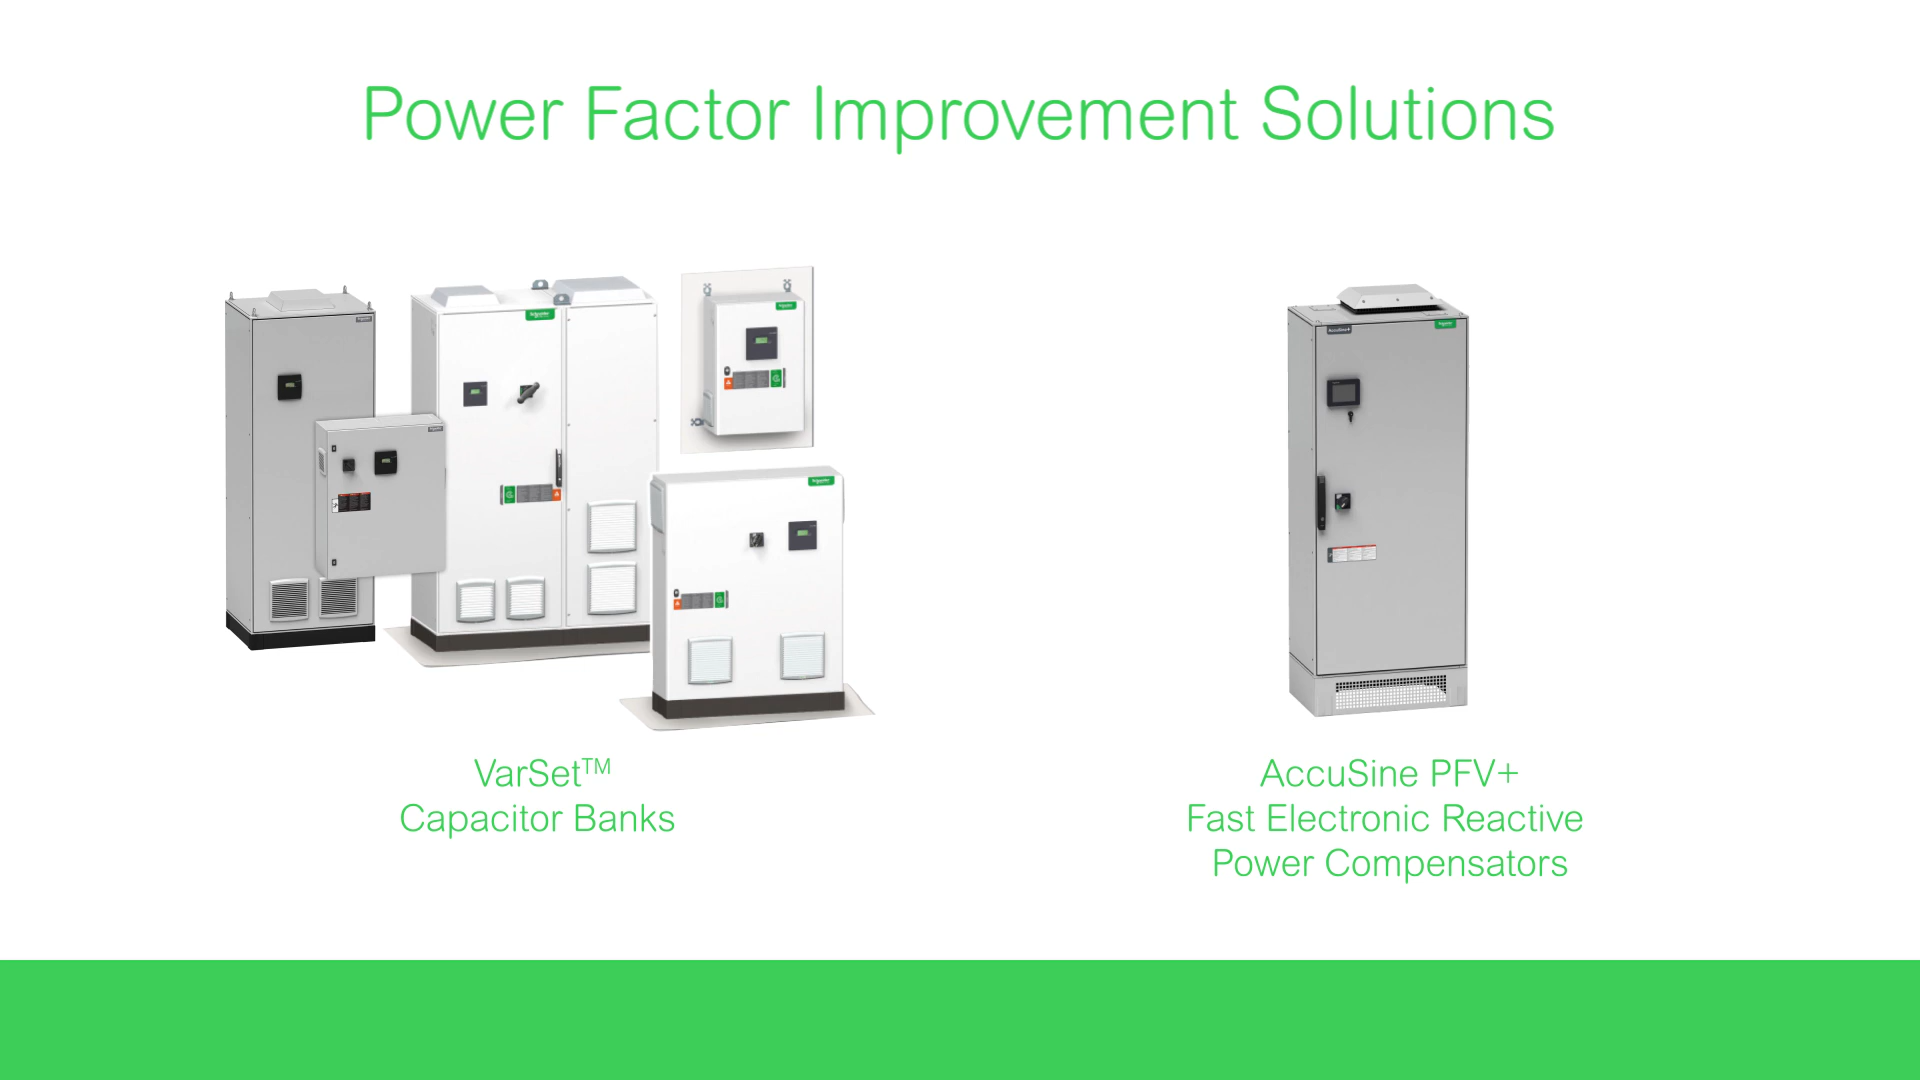 Power Factor Improvement Solutions
VarSet™
Capacitor Banks
AccuSine PFV+
Fast Electronic Reactive
Power Compensators